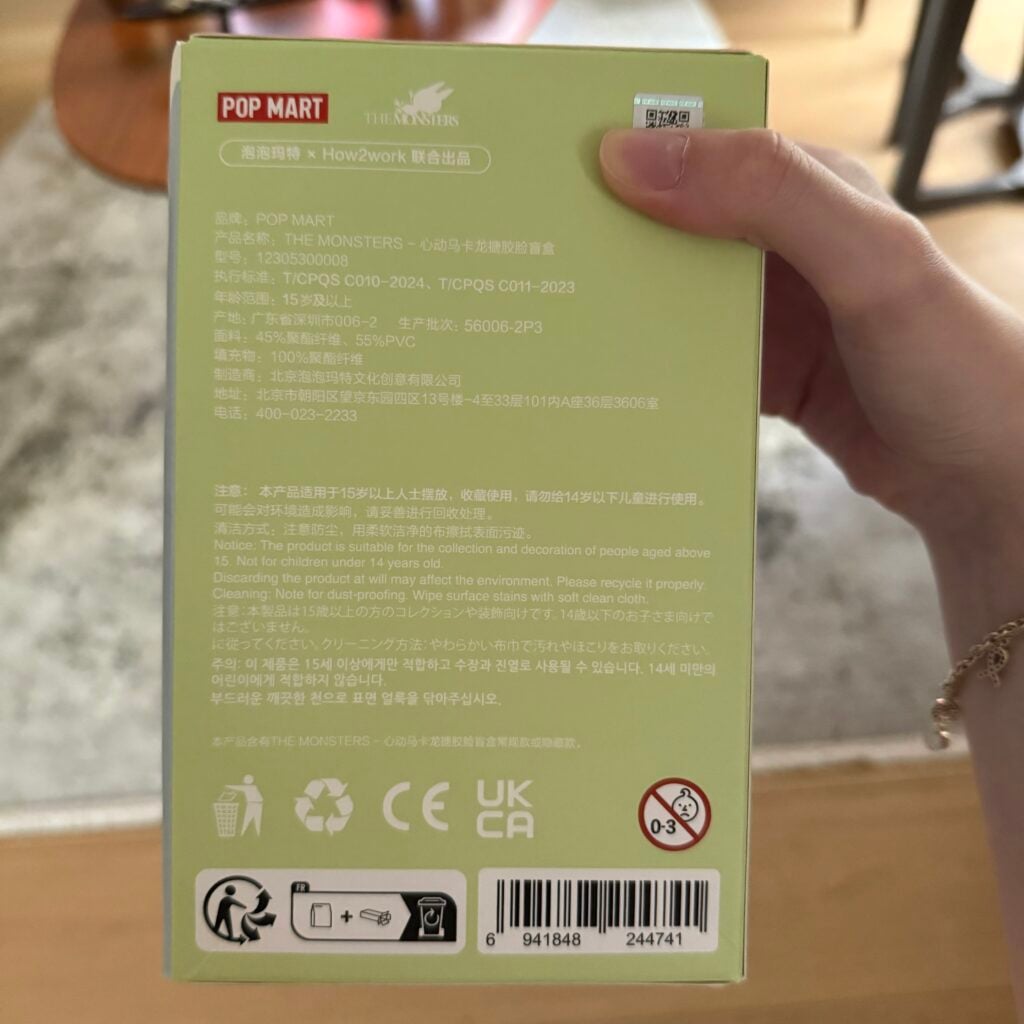 POP MART
THE MONSTERS
泡泡玛特 × How2work 联合出品
品牌：POP MART
产品名称：THE MONSTERS - 心动马卡龙搪胶脸盲盒
型号：12305300008
执行标准：T/CPQS C010-2024、T/CPQS C011-2023
年龄范围：15岁及以上
产地：广东省深圳市006-2 生产批次：56006-2P3
面料：45%聚酯纤维、55%PVC
填充物：100%聚酯纤维
制造商：北京泡泡玛特文化创意有限公司
地址：北京市朝阳区望京东园四区13号楼-4至33层101内A座36层3606室
电话：400-023-2233
注意： 本产品适用于15岁以上人士摆放，收藏使用，请勿给14岁以下儿童进行使用。
可能会对环境造成影响，请妥善进行回收处理。
清洁方式：注意防尘，用柔软洁净的布擦拭表面污迹。
Notice: The product is suitable for the collection and decoration of people aged above
15. Not for children under 14 years old.
Discarding the product at will may affect the environment. Please recycle it properly.
Cleaning: Note for dust-proofing. Wipe surface stains with soft clean cloth.
注意：本製品は15歳以上の方のコレクションや装飾向けです。14歳以下のお子さま向けで
はございません。
に従ってください。クリーニング方法：やわらかい布巾で汚れやほこりをお取りください。
주의: 이 제품은 15세 이상에게만 적합하고 수장과 진열로 사용될 수 있습니다. 14세 미만의
어린이에게 적합하지 않습니다.
부드러운 깨끗한 천으로 표면 얼룩을 닦아주십시오.
本产品含有THE MONSTERS - 心动马卡龙搪胶脸盲盒常规款或隐藏款。
CE
UK
CA
0-3
FR
6 941848 244741